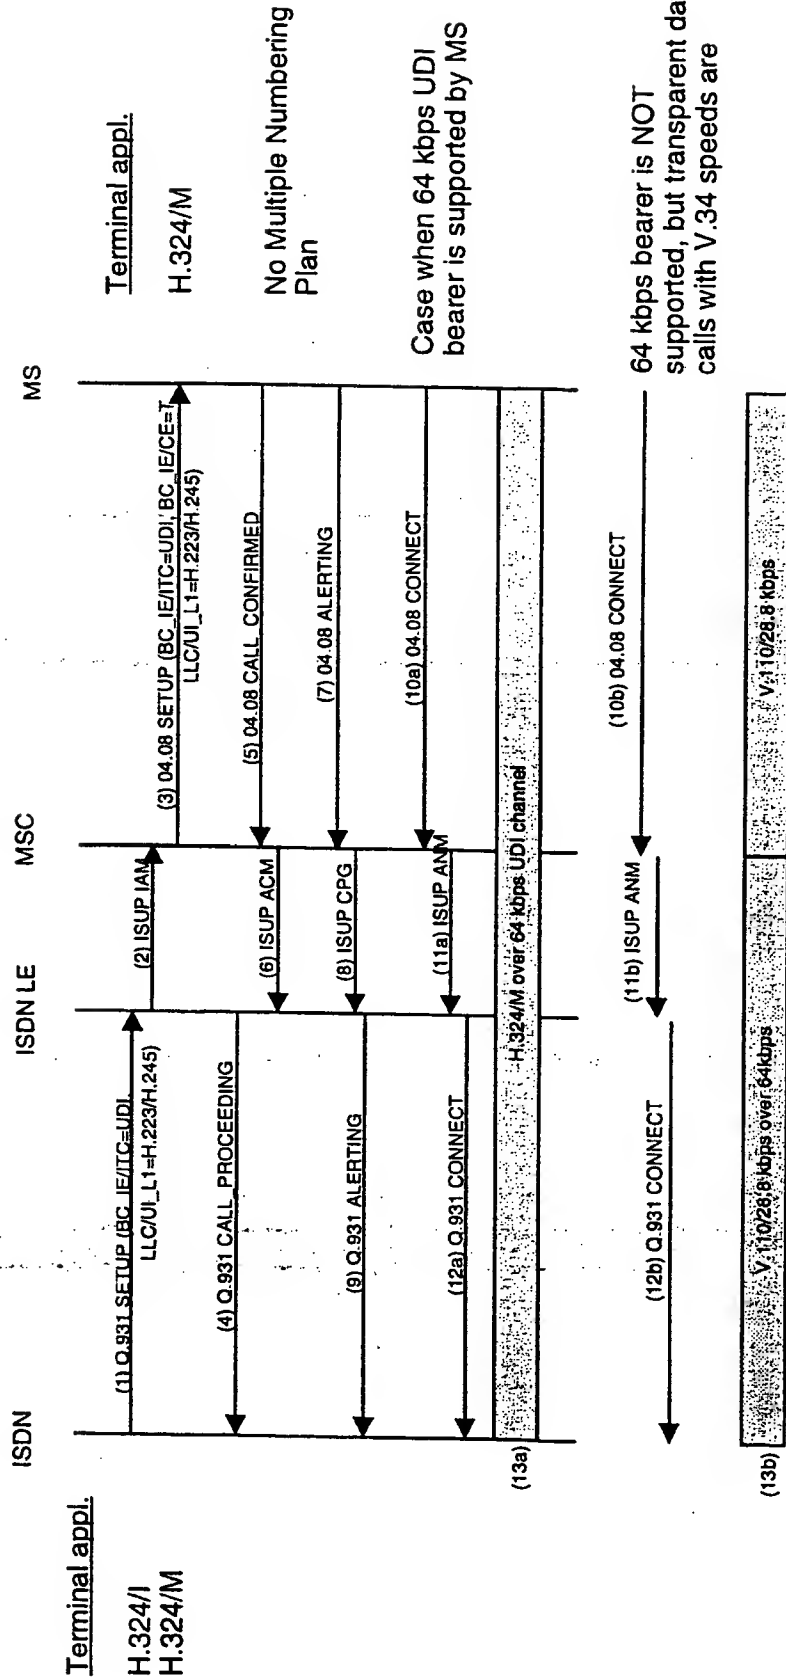 Terminal appl.
H.324/I
H.324/M
ISDN
ISDN LE
MSC
MS
Terminal appl.
H.324/M
No Multiple Numbering
Plan
Case when 64 kbps UDI
bearer is supported by MS
64 kbps bearer is NOT
supported, but transparent da
calls with V.34 speeds are
(1) Q.931 SETUP (BC_IE/ITC=UDI,
LLC/UI_L1=H.223/H.245)
(2) ISUP IAM
(3) 04.08 SETUP (BC_IE/ITC=UDI, BC_IE/CE=T,
LLC/UI_L1=H.223/H.245)
(4) Q.931 CALL_PROCEEDING
(5) 04.08 CALL_CONFIRMED
(6) ISUP ACM
(7) 04.08 ALERTING
(8) ISUP CPG
(9) Q.931 ALERTING
(10a) 04.08 CONNECT
(11a) ISUP ANM
(12a) Q.931 CONNECT
(13a)
H.324/M over 64 kbps UDI channel
(10b) 04.08 CONNECT
(11b) ISUP ANM
(12b) Q.931 CONNECT
(13b)
V.110/28.8 kbps over 64kbps
V.110/28.8 kbps